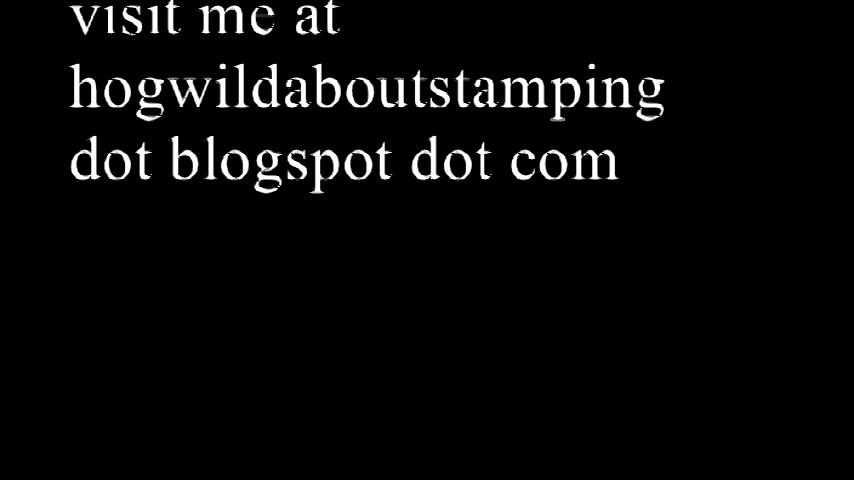 visit me at
hogwildaboutstamping
dot blogspot dot com